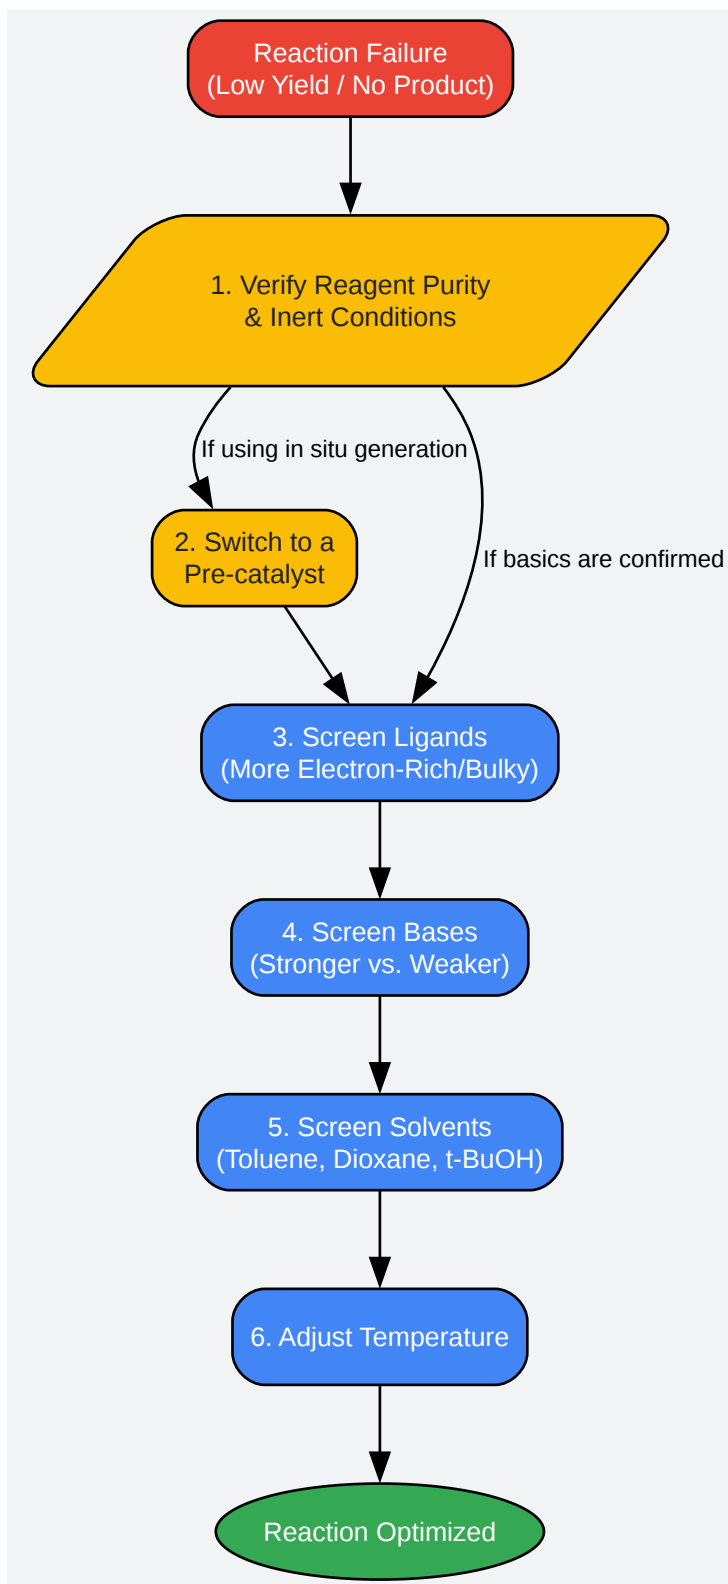 Reaction Failure
(Low Yield / No Product)
1. Verify Reagent Purity
& Inert Conditions
If using in situ generation
2. Switch to a
Pre-catalyst
If basics are confirmed
3. Screen Ligands
(More Electron-Rich/Bulky)
4. Screen Bases
(Stronger vs. Weaker)
5. Screen Solvents
(Toluene, Dioxane, t-BuOH)
6. Adjust Temperature
Reaction Optimized